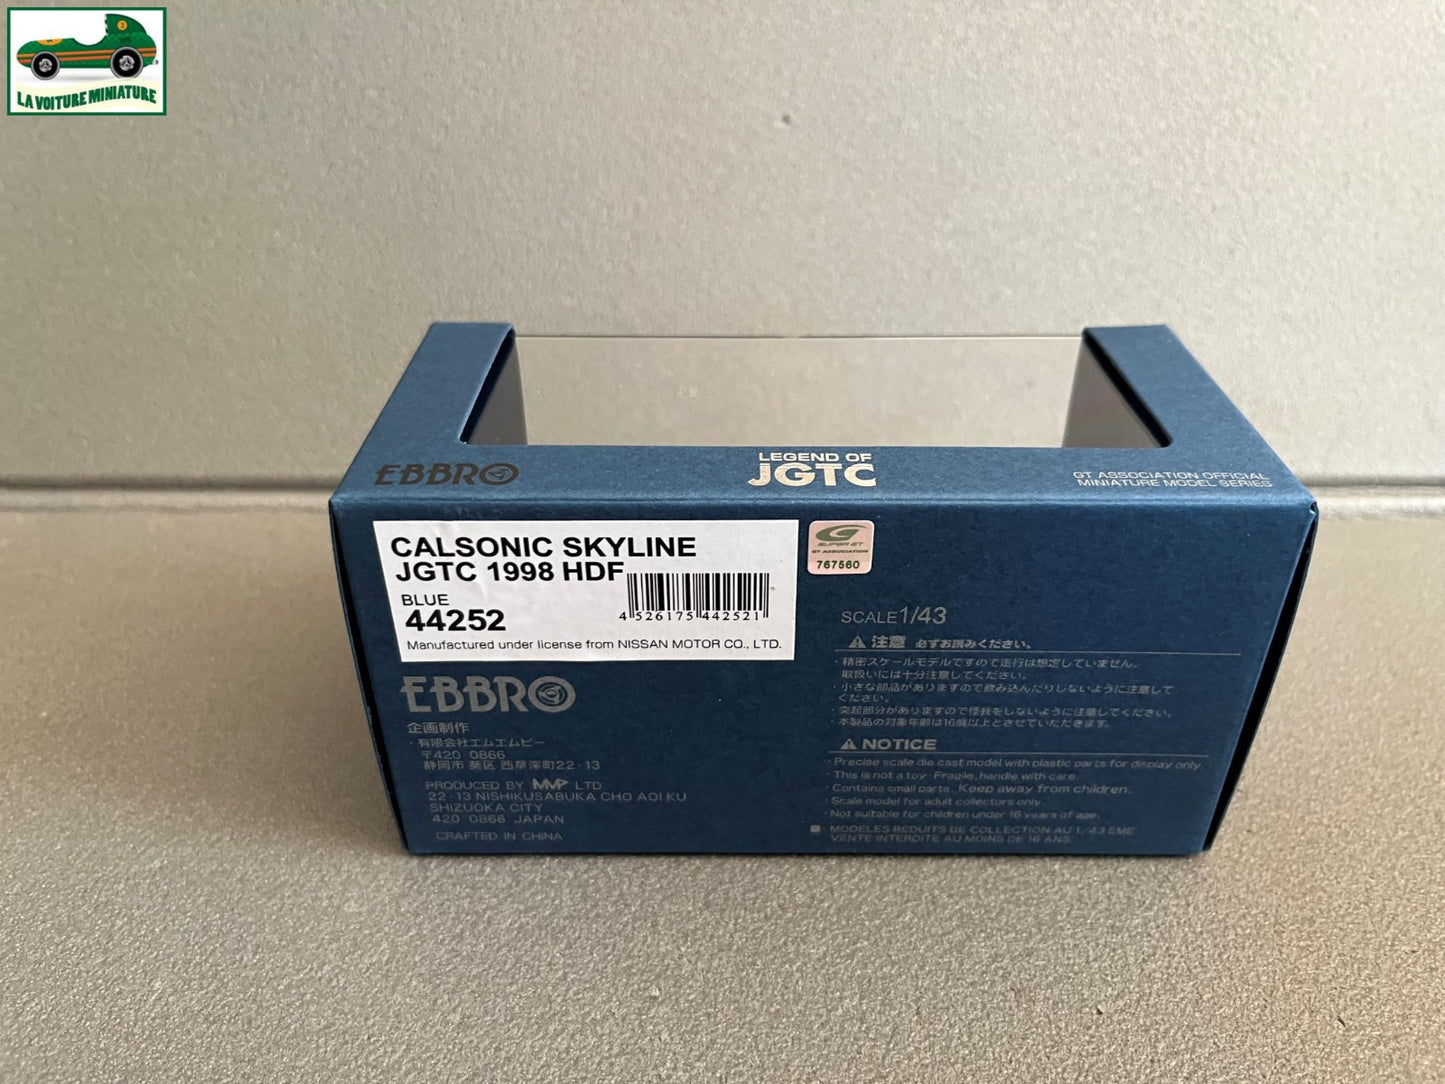 LA VOITURE MINIATURE
EBBRO
LEGEND OF
JGTC
GT ASSOCIATION OFFICIAL
MINIATURE MODEL SERIES
CALSONIC SKYLINE
JGTC 1998 HDF
BLUE
44252
4 526175 442521
Manufactured under license from NISSAN MOTOR CO., LTD.
SUPER GT
GT ASSOCIATION
767560
EBBRO
企画制作
・有限会社エムエムピー
〒420-0866
静岡市 葵区 西草深町22-13
PRODUCED BY MMP LTD
22-13 NISHIKUSABUKA CHO AOI KU
SHIZUOKA CITY
420 0866 JAPAN
CRAFTED IN CHINA
SCALE1/43
注意 必ずお読みください。
・精密スケールモデルですので走行は想定していません。
取扱いには十分注意してください。
・小さな部品がありますので飲み込んだりしないように注意して
ください。
・突起部分がありますので怪我をしないように注意してください。
・本製品の対象年齢は16歳以上とさせていただきます。
NOTICE
・Precise scale die cast model with plastic parts for display only.
・This is not a toy. Fragile, handle with care.
・Contains small parts. Keep away from children.
・Scale model for adult collectors only.
・Not suitable for children under 16 years of age.
・MODELES REDUITS DE COLLECTION AU 1/43 EME
VENTE INTERDITE AU MOINS DE 16 ANS.